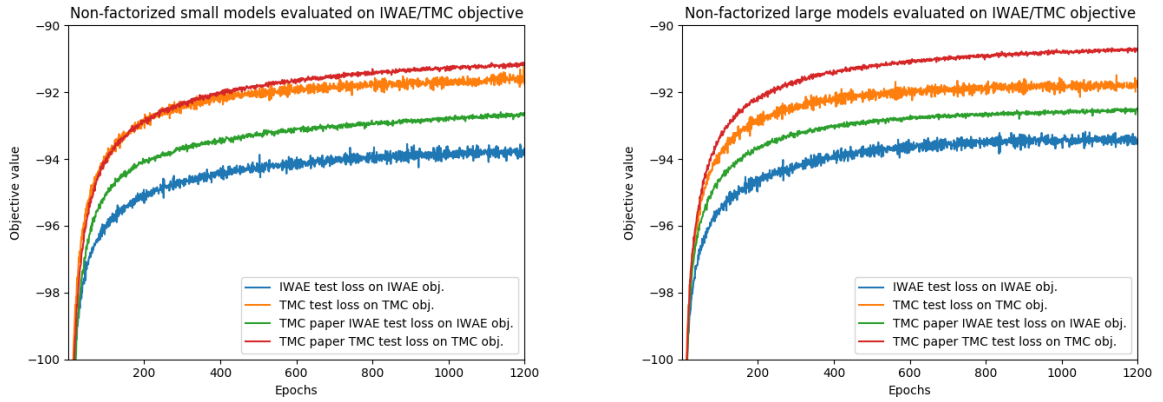 Non-factorized small models evaluated on IWAE/TMC objective
−90
−92
−94
−96
−98
−100
Objective value
200
400
600
800
1000
1200
Epochs
IWAE test loss on IWAE obj.
TMC test loss on TMC obj.
TMC paper IWAE test loss on IWAE obj.
TMC paper TMC test loss on TMC obj.
Non-factorized large models evaluated on IWAE/TMC objective
−90
−92
−94
−96
−98
−100
Objective value
200
400
600
800
1000
1200
Epochs
IWAE test loss on IWAE obj.
TMC test loss on TMC obj.
TMC paper IWAE test loss on IWAE obj.
TMC paper TMC test loss on TMC obj.